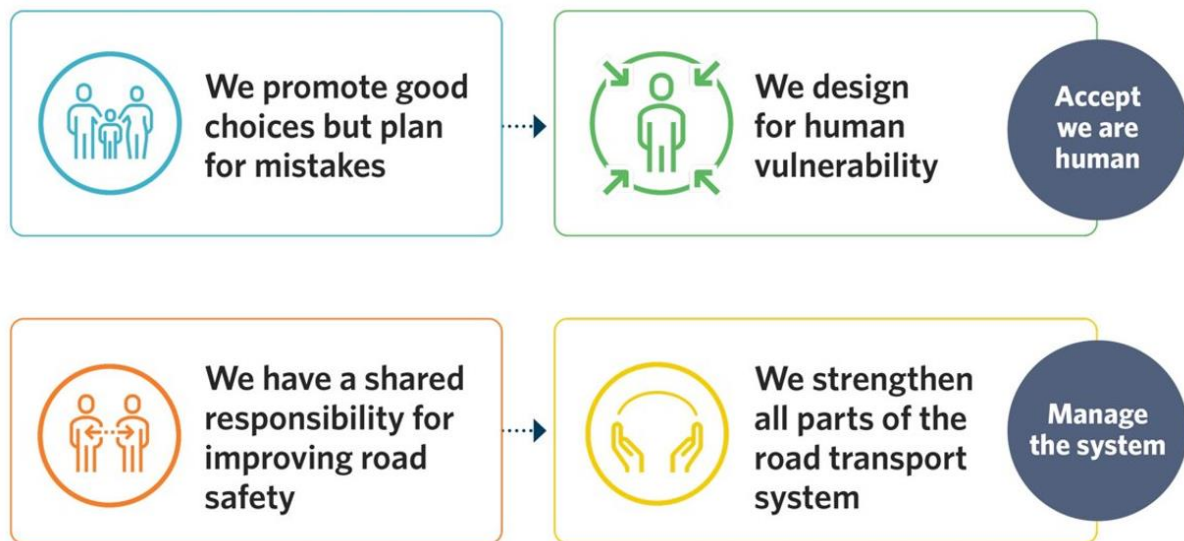 We promote good
choices but plan
for mistakes
We design
for human
vulnerability
Accept
we are
human
We have a shared
responsibility for
improving road
safety
We strengthen
all parts of the
road transport
system
Manage
the system